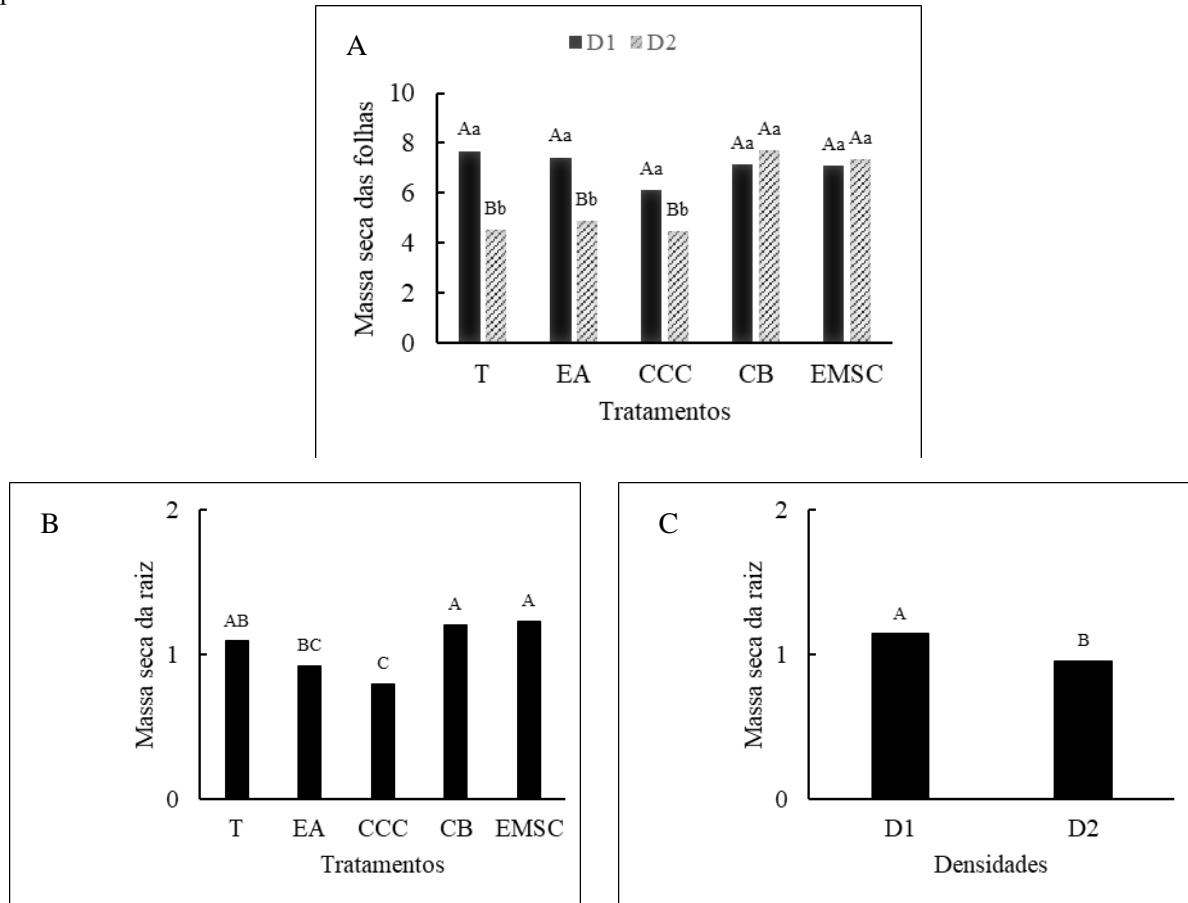 A
D1 D2
Massa seca das folhas
10
8
6
4
2
0
Aa
Bb
Aa
Bb
Aa
Bb
Aa
Aa
Aa
Aa
T EA CCC CB EMSC
Tratamentos
B
Massa seca da raiz
2
1
0
AB
BC
C
A
A
T EA CCC CB EMSC
Tratamentos
C
Massa seca da raiz
2
1
0
A
B
D1 D2
Densidades